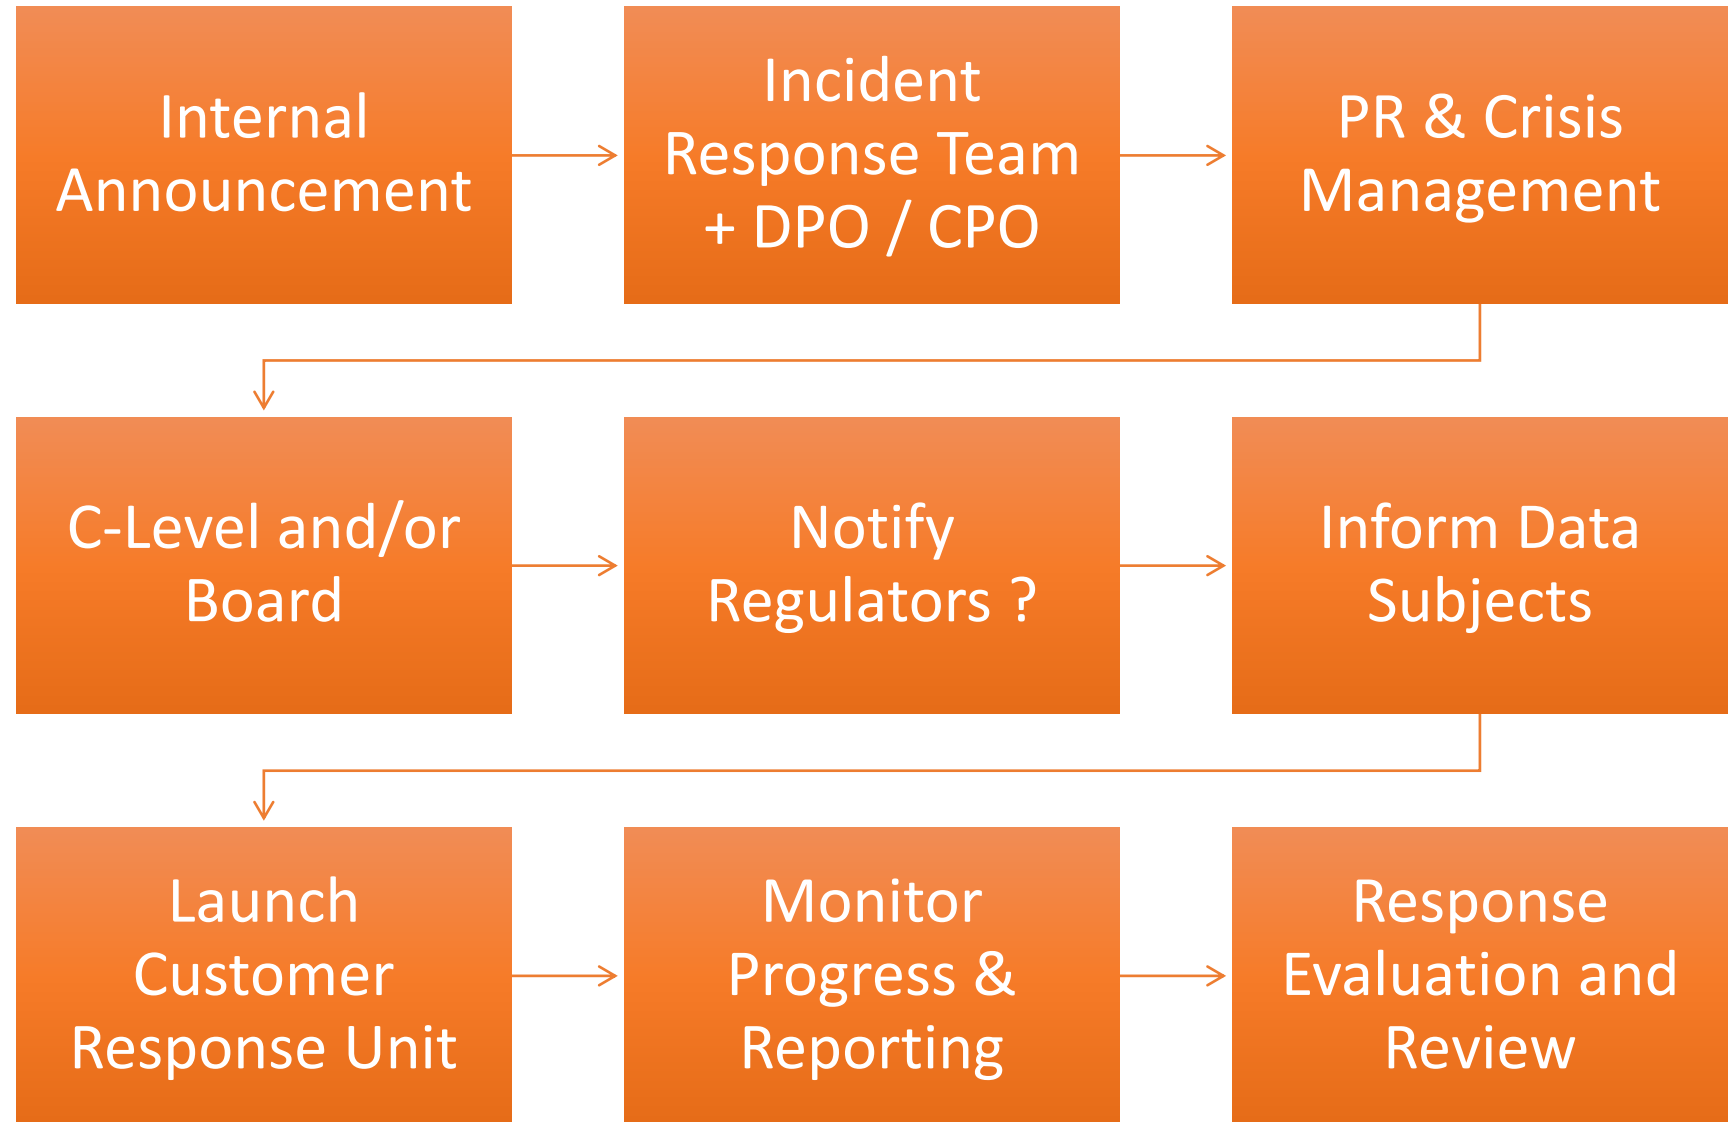 Internal
Announcement
Incident
Response Team
+ DPO / CPO
PR & Crisis
Management
C-Level and/or
Board
Notify
Regulators ?
Inform Data
Subjects
Launch
Customer
Response Unit
Monitor
Progress &
Reporting
Response
Evaluation and
Review